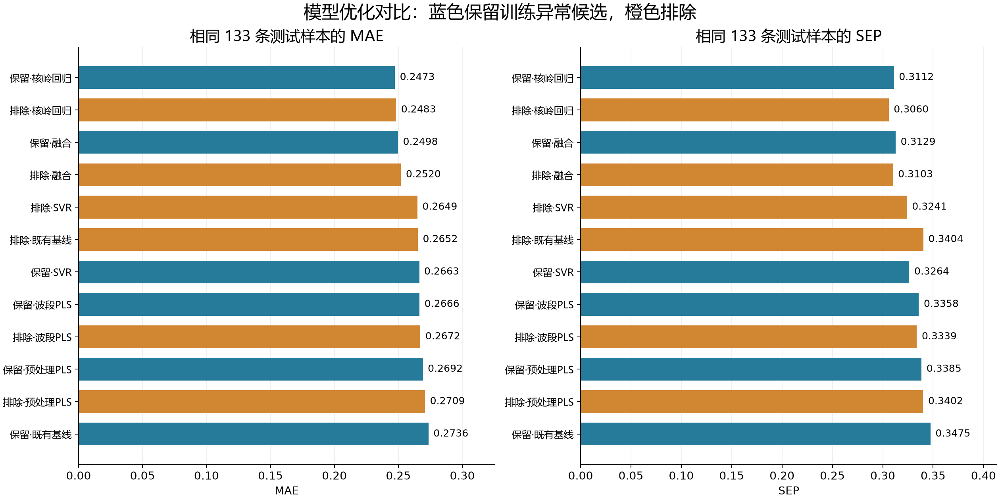 模型优化对比：蓝色保留训练异常候选，橙色排除
相同 133 条测试样本的 MAE
保留·核岭回归 0.2473
排除·核岭回归 0.2483
保留·融合 0.2498
排除·融合 0.2520
排除·SVR 0.2649
排除·既有基线 0.2652
保留·SVR 0.2663
保留·波段PLS 0.2666
排除·波段PLS 0.2672
保留·预处理PLS 0.2692
排除·预处理PLS 0.2709
保留·既有基线 0.2736
0.00 0.05 0.10 0.15 0.20 0.25 0.30
MAE
相同 133 条测试样本的 SEP
保留·核岭回归 0.3112
排除·核岭回归 0.3060
保留·融合 0.3129
排除·融合 0.3103
排除·SVR 0.3241
排除·既有基线 0.3404
保留·SVR 0.3264
保留·波段PLS 0.3358
排除·波段PLS 0.3339
保留·预处理PLS 0.3385
排除·预处理PLS 0.3402
保留·既有基线 0.3475
0.00 0.05 0.10 0.15 0.20 0.25 0.30 0.35 0.40
SEP